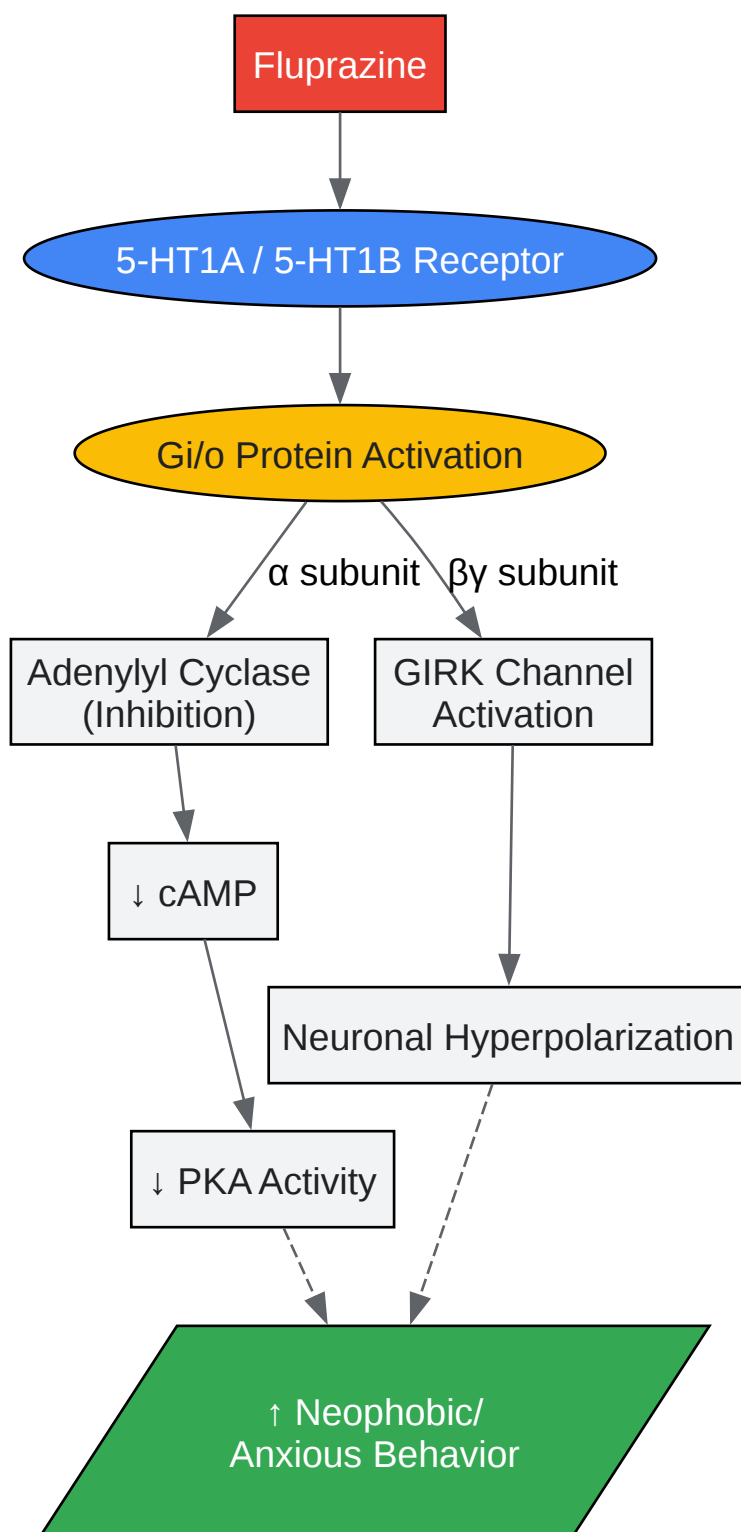 Fluprazine
5-HT1A / 5-HT1B Receptor
Gi/o Protein Activation
α subunit
βγ subunit
Adenylyl Cyclase
(Inhibition)
GIRK Channel
Activation
↓ cAMP
Neuronal Hyperpolarization
↓ PKA Activity
↑ Neophobic/
Anxious Behavior